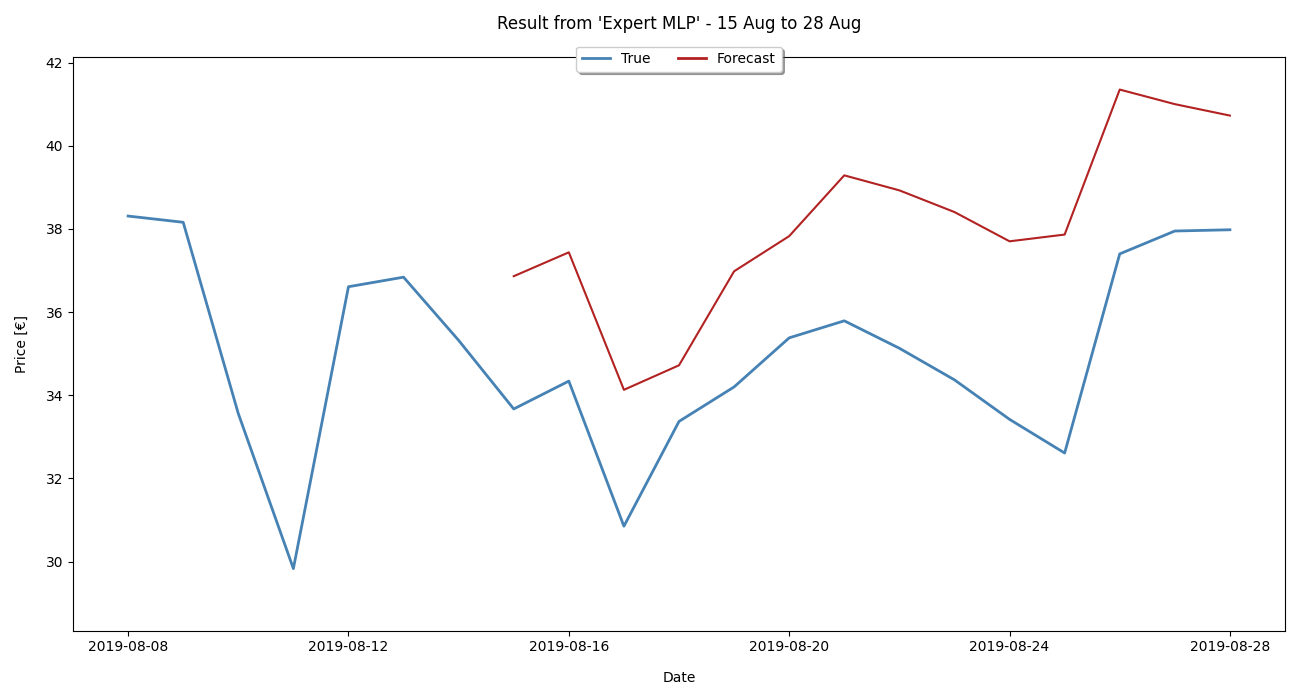 Result from 'Expert MLP' - 15 Aug to 28 Aug
True Forecast
42
40
38
36
34
32
30
Price [€]
2019-08-08 2019-08-12 2019-08-16 2019-08-20 2019-08-24 2019-08-28
Date